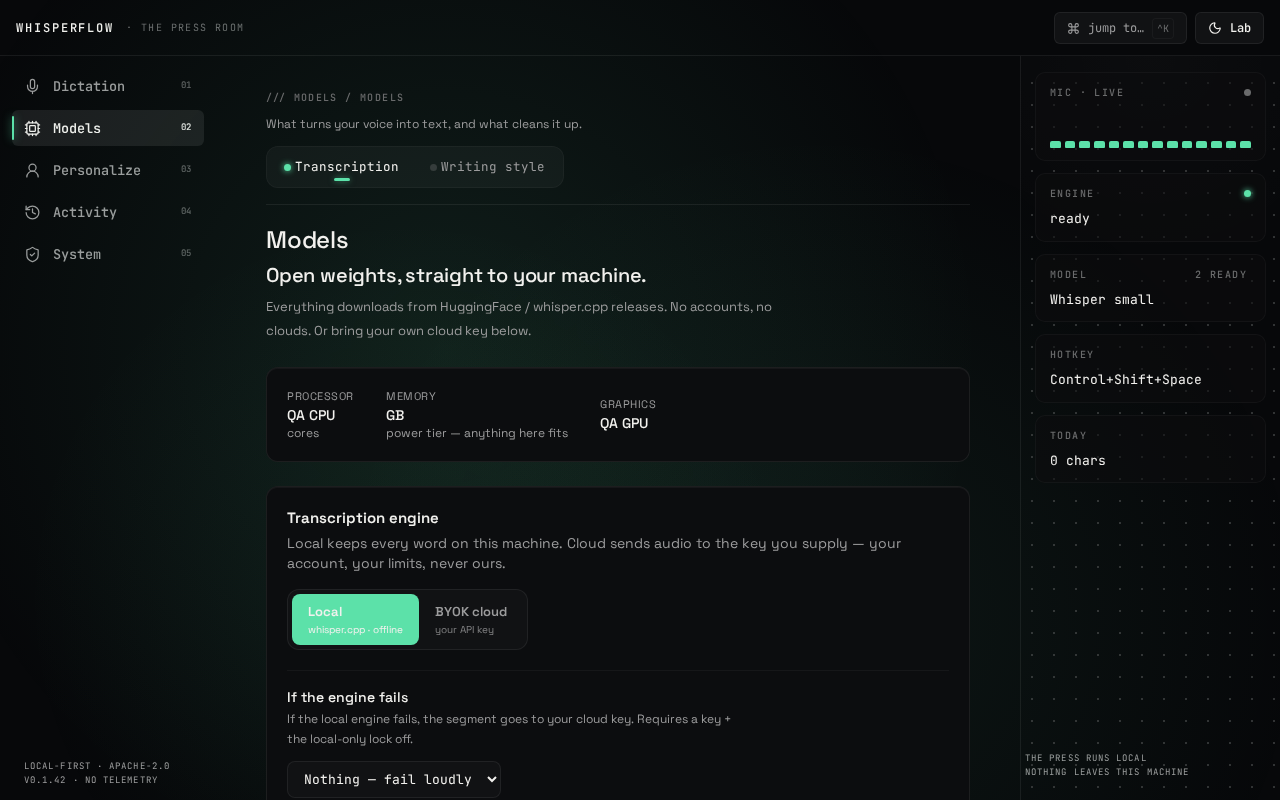 WHISPERFLOW · THE PRESS ROOM
jump to… ^K
Lab
Dictation 01
Models 02
Personalize 03
Activity 04
System 05
LOCAL-FIRST · APACHE-2.0
V0.1.42 · NO TELEMETRY
/// MODELS / MODELS
What turns your voice into text, and what cleans it up.
Transcription
Writing style
Models
Open weights, straight to your machine.
Everything downloads from HuggingFace / whisper.cpp releases. No accounts, no
clouds. Or bring your own cloud key below.
PROCESSOR
QA CPU
cores
MEMORY
GB
power tier — anything here fits
GRAPHICS
QA GPU
Transcription engine
Local keeps every word on this machine. Cloud sends audio to the key you supply — your
account, your limits, never ours.
Local
whisper.cpp · offline
BYOK cloud
your API key
If the engine fails
If the local engine fails, the segment goes to your cloud key. Requires a key +
the local-only lock off.
Nothing — fail loudly
MIC · LIVE
ENGINE
ready
MODEL 2 READY
Whisper small
HOTKEY
Control+Shift+Space
TODAY
0 chars
THE PRESS RUNS LOCAL
NOTHING LEAVES THIS MACHINE